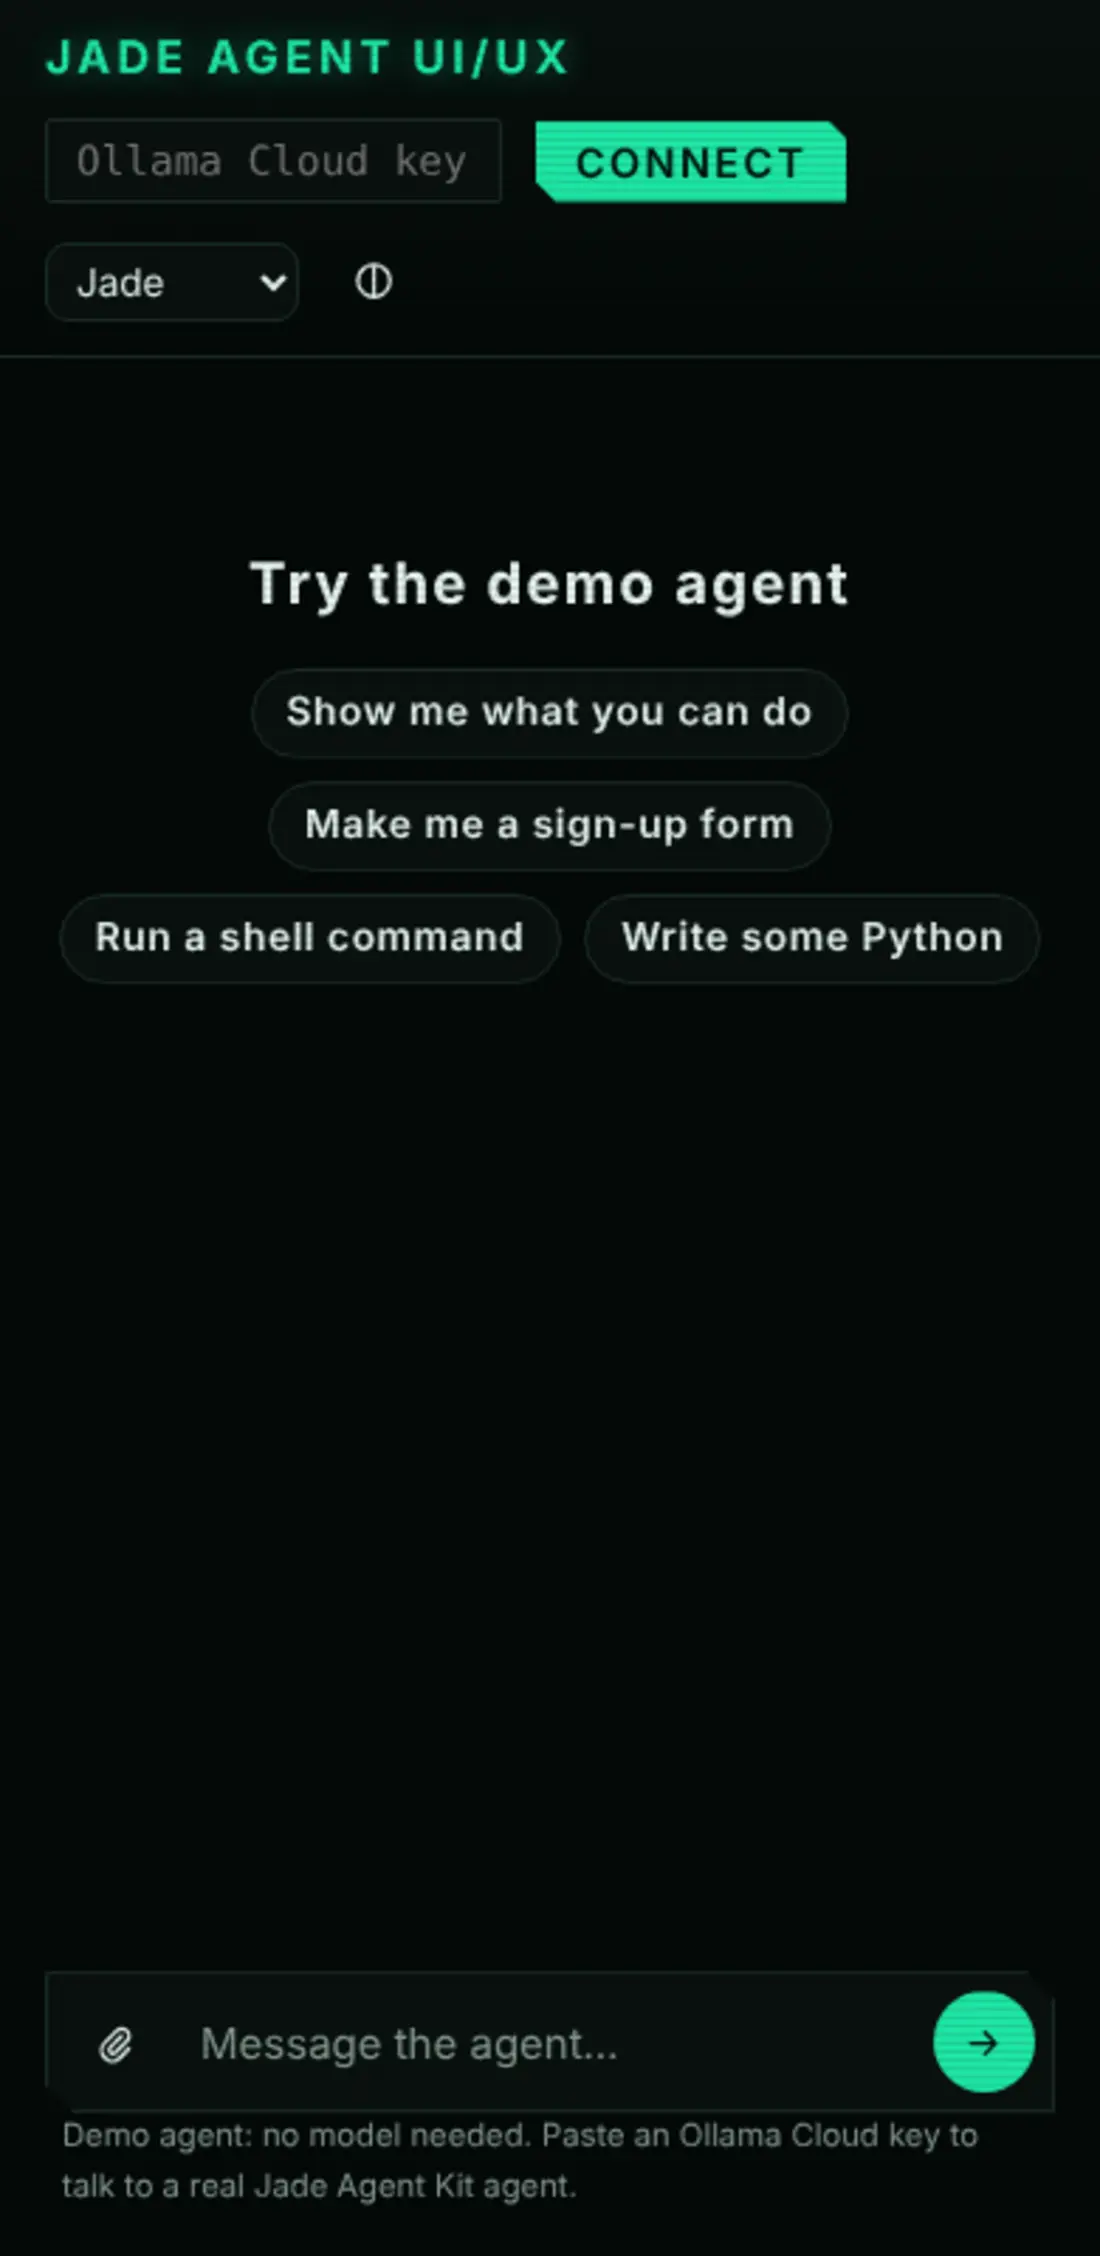 JADE AGENT UI/UX
Ollama Cloud key
CONNECT
Jade
Try the demo agent
Show me what you can do
Make me a sign-up form
Run a shell command
Write some Python
Message the agent...
Demo agent: no model needed. Paste an Ollama Cloud key to
talk to a real Jade Agent Kit agent.